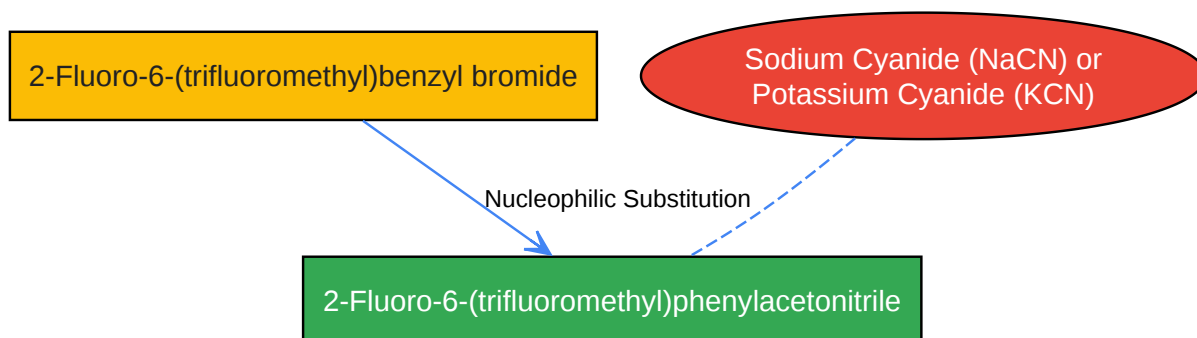 2-Fluoro-6-(trifluoromethyl)benzyl bromide
Sodium Cyanide (NaCN) or
Potassium Cyanide (KCN)
Nucleophilic Substitution
2-Fluoro-6-(trifluoromethyl)phenylacetonitrile